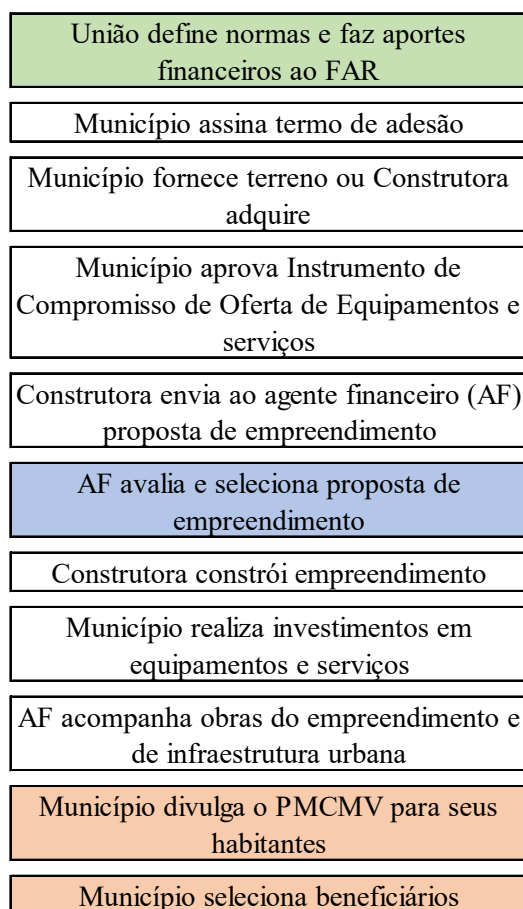 União define normas e faz aportes
financeiros ao FAR
Município assina termo de adesão
Município fornece terreno ou Construtora
adquire
Município aprova Instrumento de
Compromisso de Oferta de Equipamentos e
serviços
Construtora envia ao agente financeiro (AF)
proposta de empreendimento
AF avalia e seleciona proposta de
empreendimento
Construtora constrói empreendimento
Município realiza investimentos em
equipamentos e serviços
AF acompanha obras do empreendimento e
de infraestrutura urbana
Município divulga o PMCMV para seus
habitantes
Município seleciona beneficiários